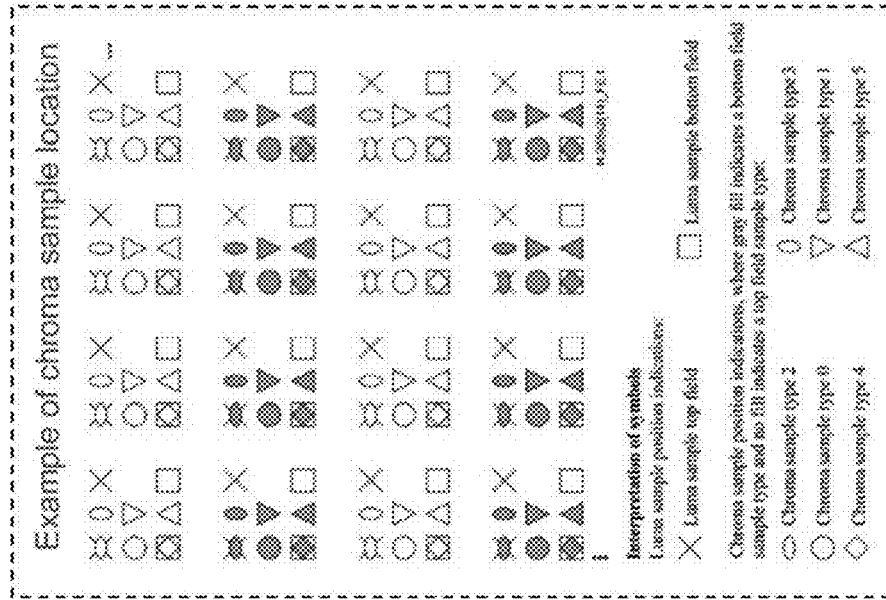 Example of chroma sample location
Interpretation of symbols
Luma sample position indications:
Luma sample top field
Luma sample bottom field
Chroma sample position indications, where gray fill indicates a bottom field
sample type and no fill indicates a top field sample type:
Chroma sample type 2
Chroma sample type 3
Chroma sample type 0
Chroma sample type 1
Chroma sample type 4
Chroma sample type 5